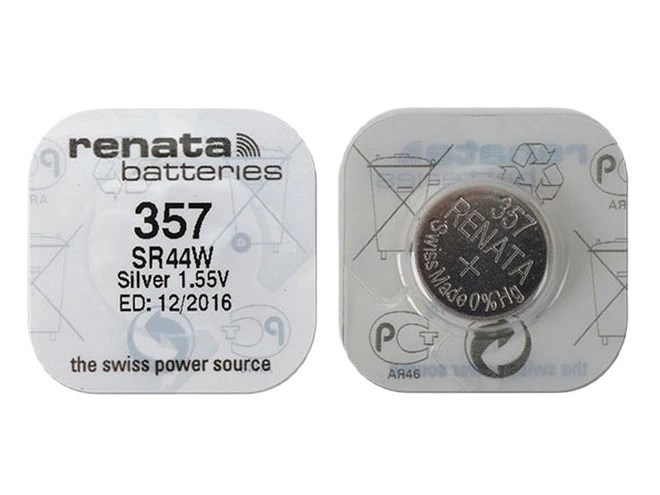 renata
batteries
357
SR44W
Silver 1.55V
ED: 12/2016
the swiss power source
357
RENATA
+
Swiss Made 0%Hg
АЯ46